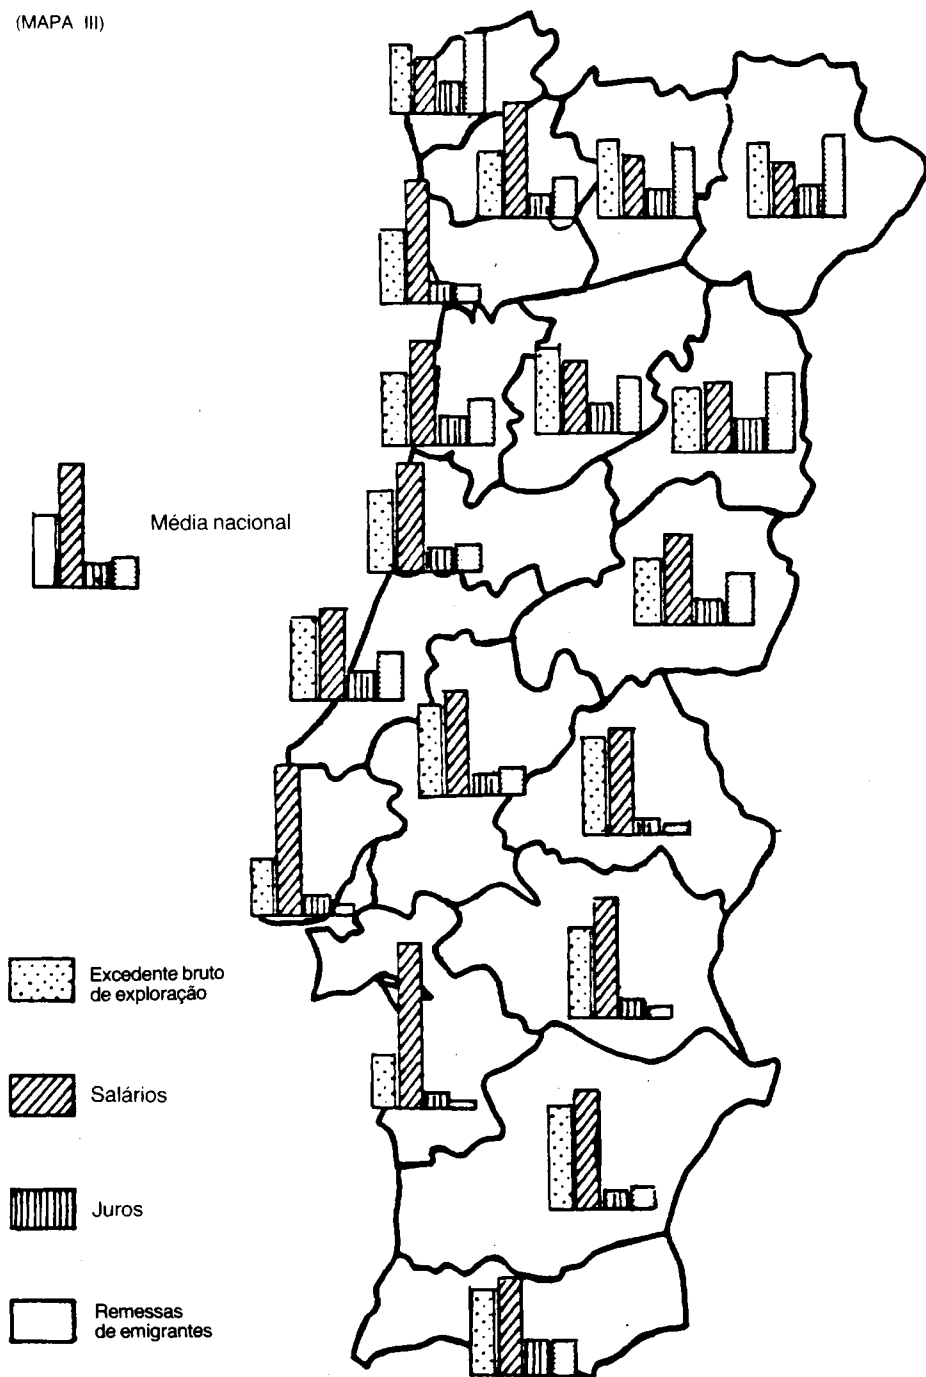 (MAPA III)
Média nacional
Excedente bruto
de exploração
Salários
Juros
Remessas
de emigrantes